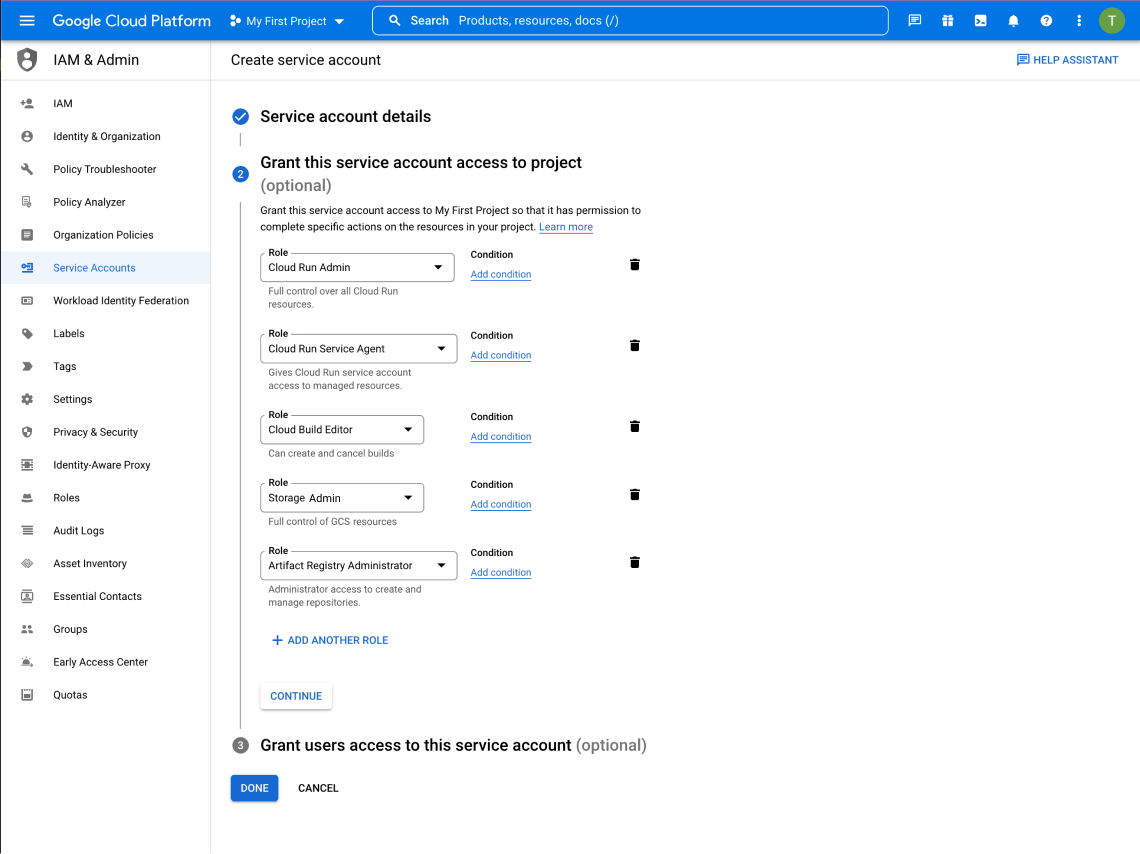 Google Cloud Platform
My First Project
Search Products, resources, docs (/)
T
IAM & Admin
Create service account
HELP ASSISTANT
IAM
Identity & Organization
Policy Troubleshooter
Policy Analyzer
Organization Policies
Service Accounts
Workload Identity Federation
Labels
Tags
Settings
Privacy & Security
Identity-Aware Proxy
Roles
Audit Logs
Asset Inventory
Essential Contacts
Groups
Early Access Center
Quotas
Service account details
2
Grant this service account access to project
(optional)
Grant this service account access to My First Project so that it has permission to
complete specific actions on the resources in your project. Learn more
Role
Cloud Run Admin
Full control over all Cloud Run
resources.
Condition
Add condition
Role
Cloud Run Service Agent
Gives Cloud Run service account
access to managed resources.
Condition
Add condition
Role
Cloud Build Editor
Can create and cancel builds
Condition
Add condition
Role
Storage Admin
Full control of GCS resources
Condition
Add condition
Role
Artifact Registry Administrator
Administrator access to create and
manage repositories.
Condition
Add condition
ADD ANOTHER ROLE
CONTINUE
3
Grant users access to this service account (optional)
DONE
CANCEL